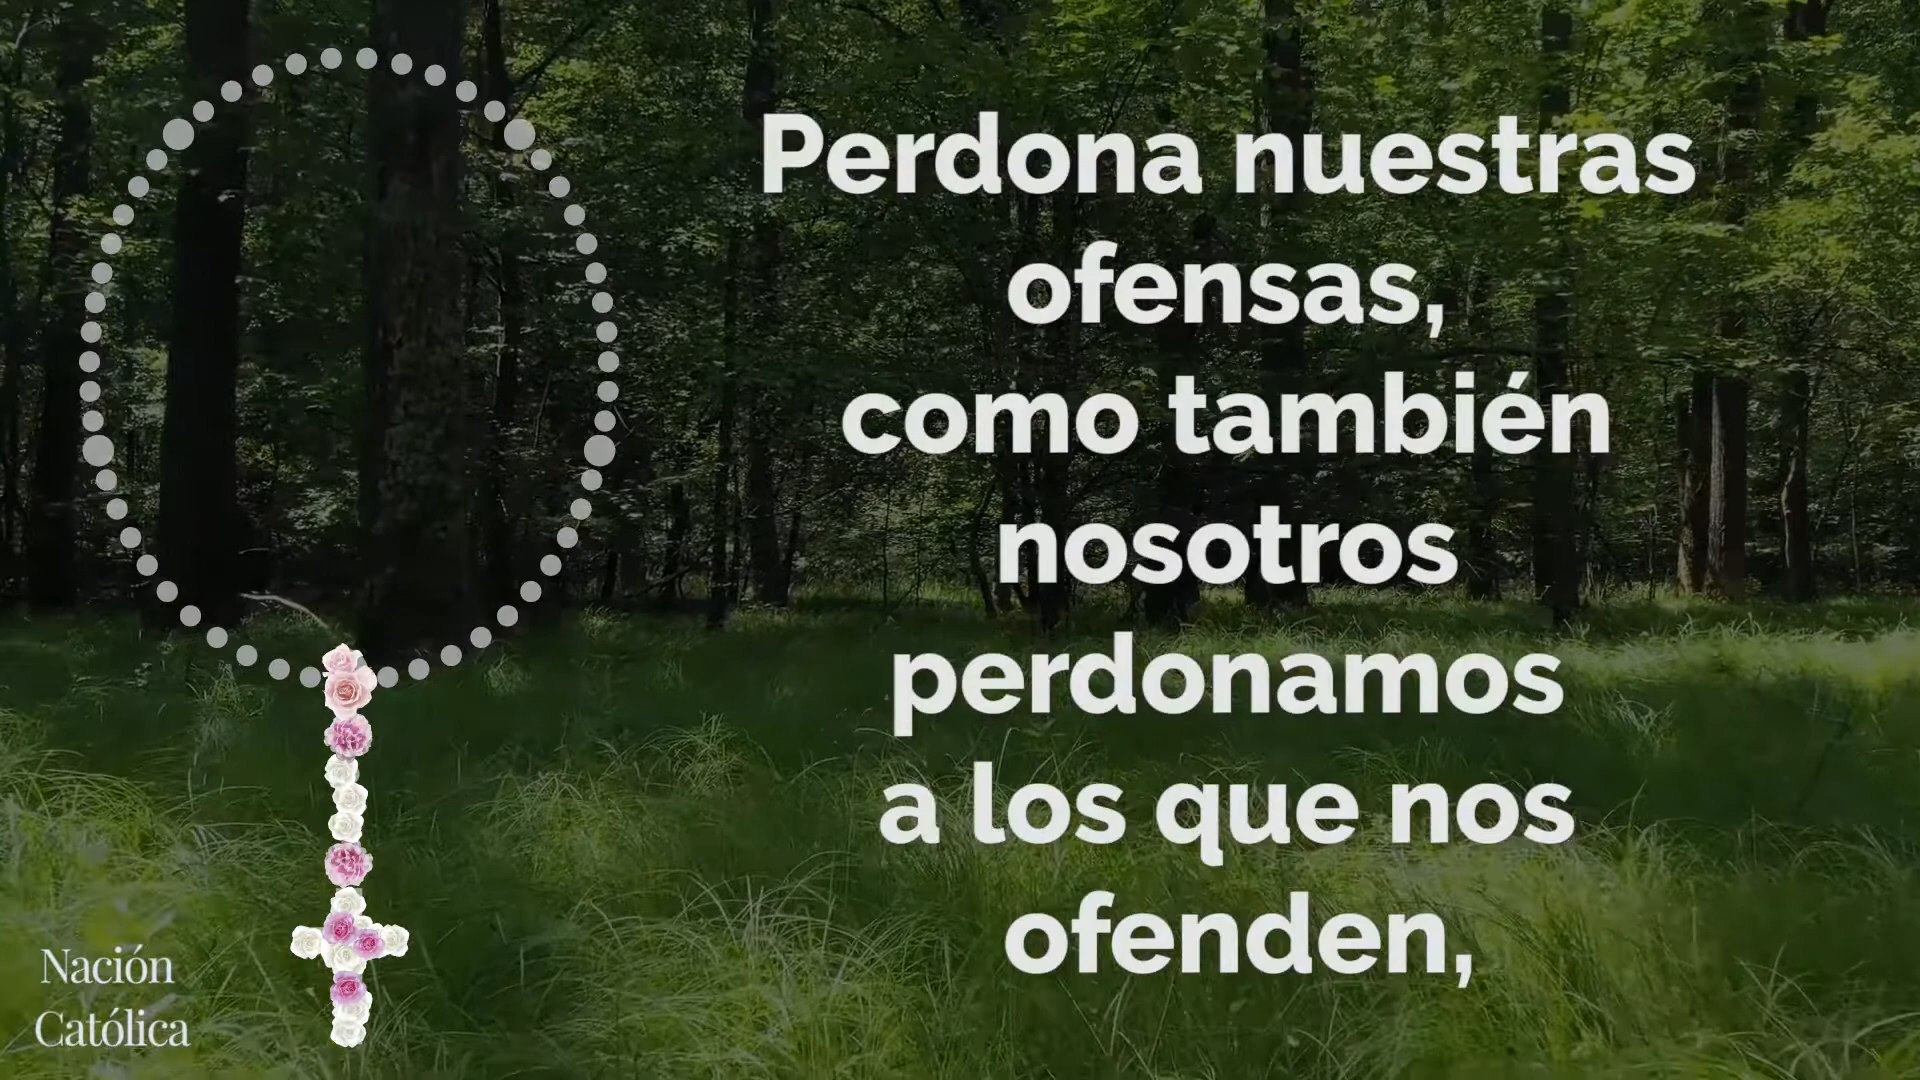 Perdona nuestras
ofensas,
como también
nosotros
perdonamos
a los que nos
ofenden,
Nación
Católica